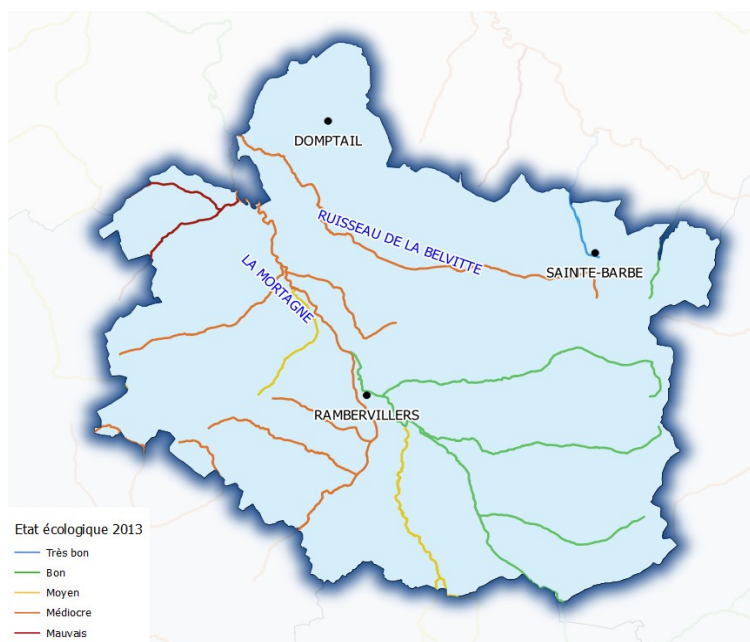 DOMPTAIL
RUISSEAU DE LA BELVITTE
SAINTE-BARBE
LA MORTAGNE
RAMBERVILLERS
Etat écologique 2013
Très bon
Bon
Moyen
Médiocre
Mauvais